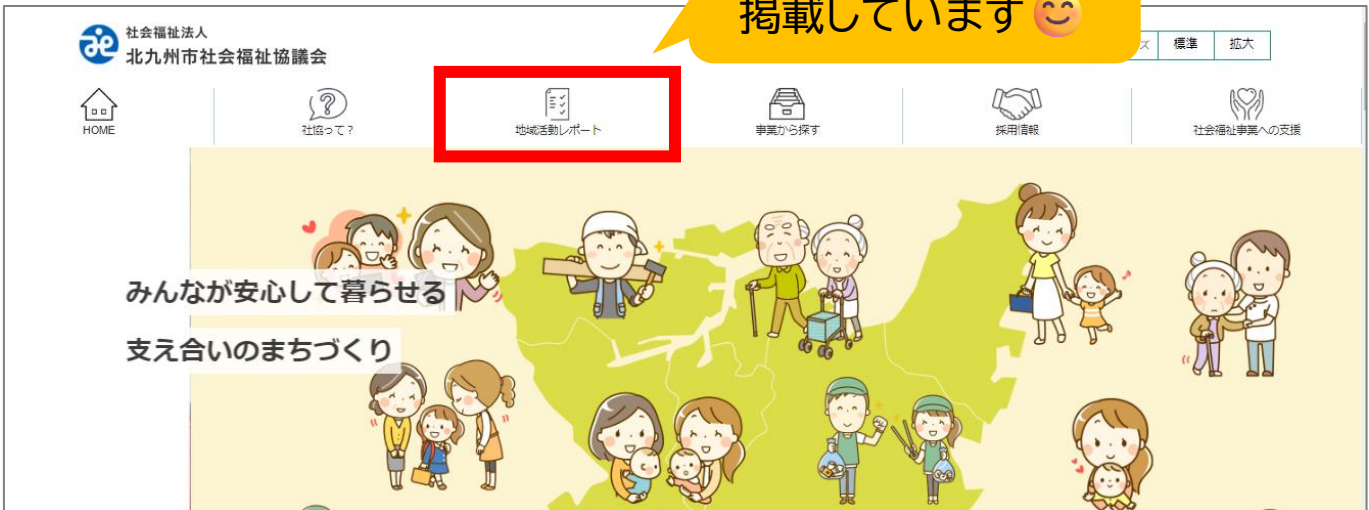 掲載しています😊
社会福祉法人
北九州市社会福祉協議会
ズ 標準 拡大
HOME
社協って?
地域活動レポート
事業から探す
採用情報
社会福祉事業への支援
みんなが安心して暮らせる
支え合いのまちづくり